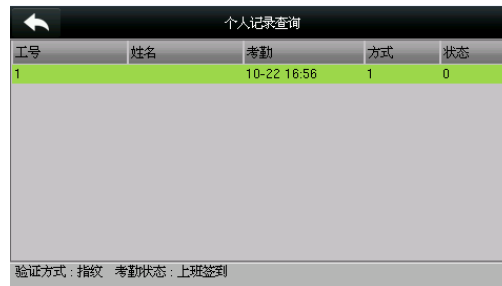 个人记录查询
工号 姓名 考勤 方式 状态
1 10-22 16:56 1 0
验证方式 : 指纹 考勤状态 : 上班签到